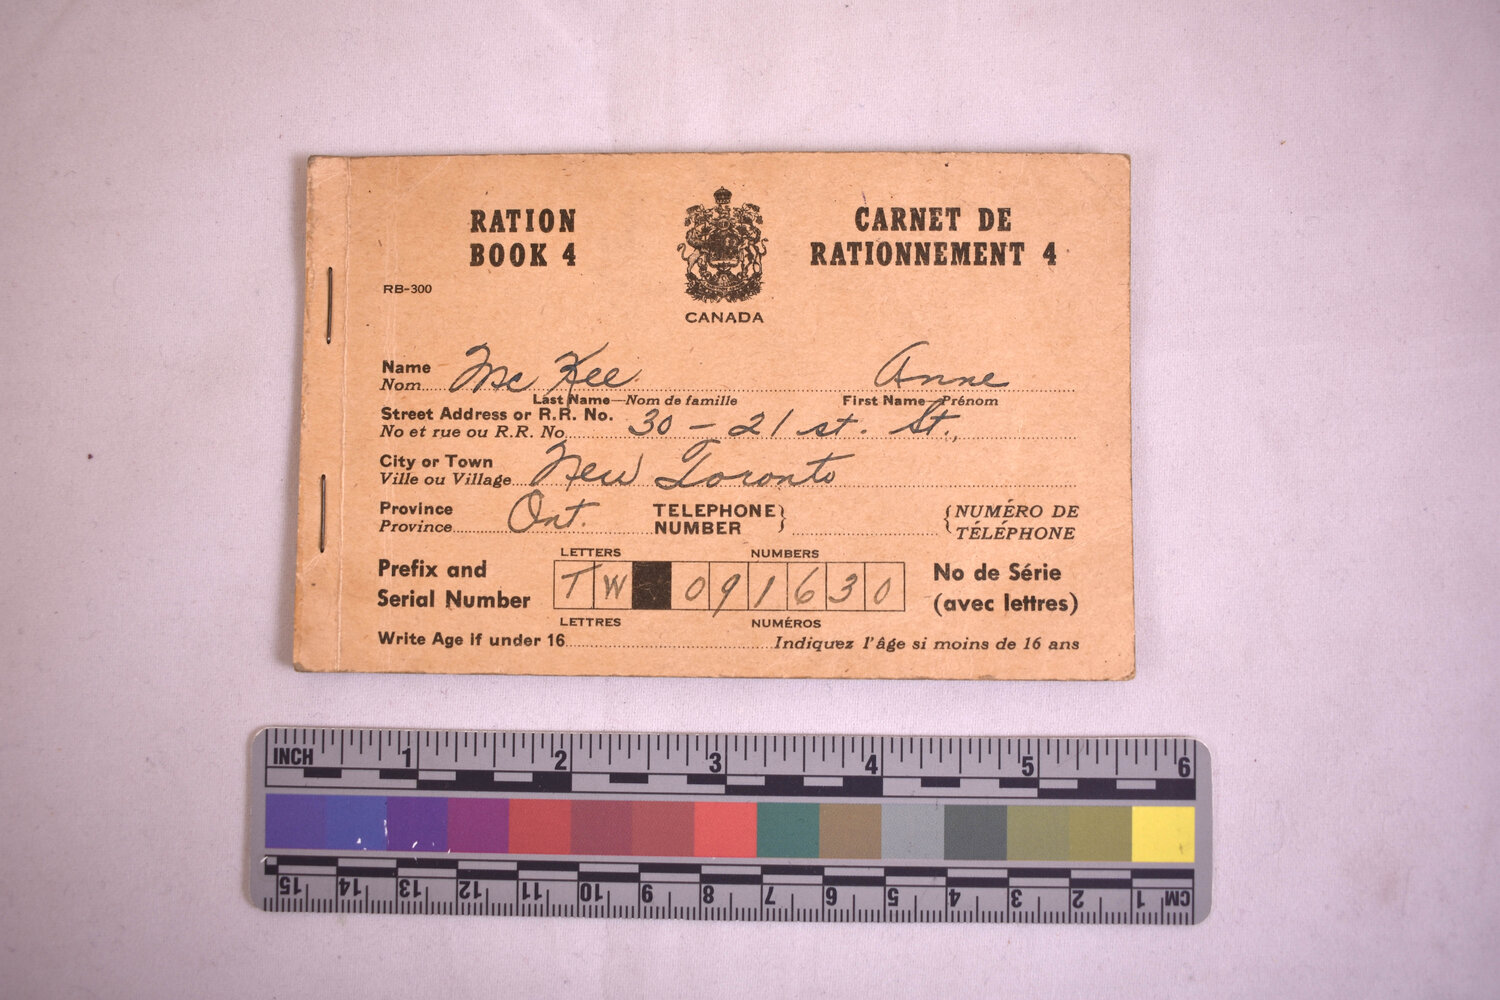 RATION
BOOK 4
RB-300
CANADA
CARNET DE
RATIONNEMENT 4
Name Mc Kee Anne
Nom
Last Name—Nom de famille First Name—Prénom
Street Address or R.R. No. 30 - 21 st. St.,
No et rue ou R.R. No
City or Town New Toronto
Ville ou Village
Province Ont. TELEPHONE NUMÉRO DE
Province NUMBER TÉLÉPHONE
LETTERS NUMBERS
Prefix and T W 0 9 1 6 3 0 No de Série
Serial Number (avec lettres)
LETTRES NUMÉROS
Write Age if under 16 Indiquez l'âge si moins de 16 ans
INCH 1 2 3 4 5 6
15 14 13 12 11 10 9 8 7 6 5 4 3 2 1 CM